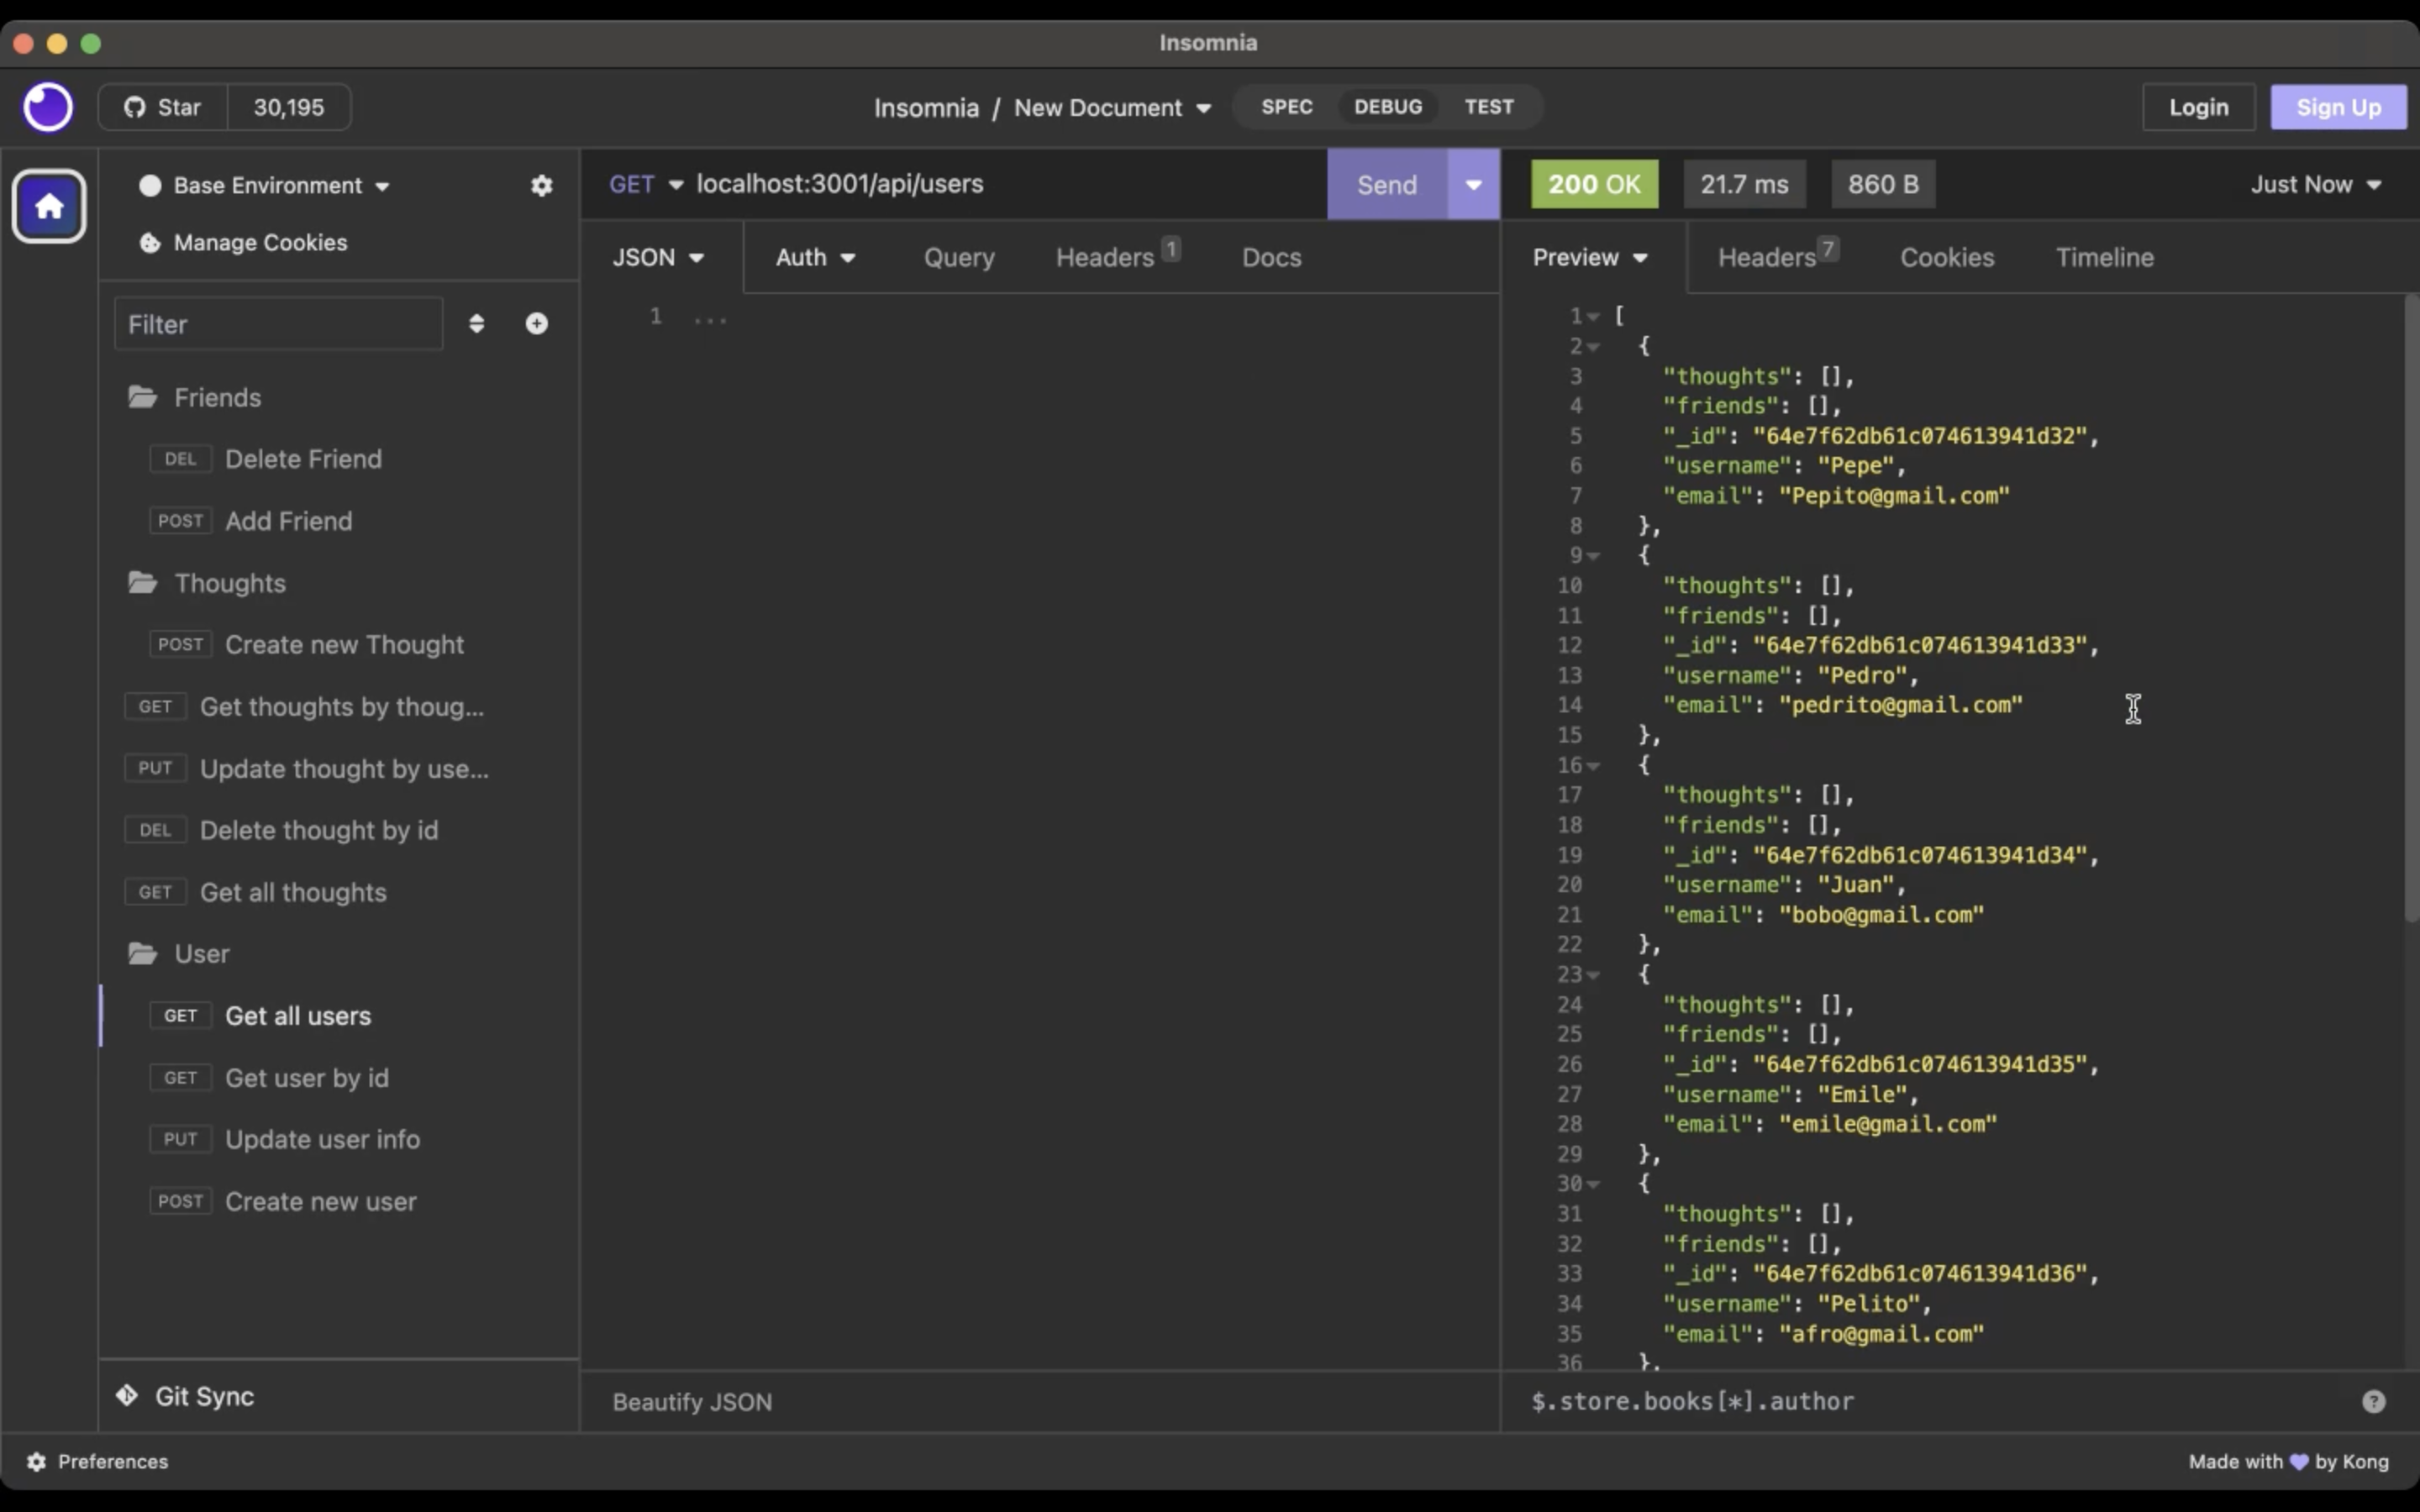 Insomnia
Star 30,195
Insomnia / New Document
SPEC DEBUG TEST
Login Sign Up
Base Environment
Manage Cookies
Filter
Friends
DEL Delete Friend
POST Add Friend
Thoughts
POST Create new Thought
GET Get thoughts by thoug...
PUT Update thought by use...
DEL Delete thought by id
GET Get all thoughts
User
GET Get all users
GET Get user by id
PUT Update user info
POST Create new user
Git Sync
GET localhost:3001/api/users Send
JSON Auth Query Headers 1 Docs
1 ...
Beautify JSON
200 OK 21.7 ms 860 B Just Now
Preview Headers 7 Cookies Timeline
1 [
2 {
3 "thoughts": [],
4 "friends": [],
5 "_id": "64e7f62db61c074613941d32",
6 "username": "Pepe",
7 "email": "Pepito@gmail.com"
8 },
9 {
10 "thoughts": [],
11 "friends": [],
12 "_id": "64e7f62db61c074613941d33",
13 "username": "Pedro",
14 "email": "pedrito@gmail.com"
15 },
16 {
17 "thoughts": [],
18 "friends": [],
19 "_id": "64e7f62db61c074613941d34",
20 "username": "Juan",
21 "email": "bobo@gmail.com"
22 },
23 {
24 "thoughts": [],
25 "friends": [],
26 "_id": "64e7f62db61c074613941d35",
27 "username": "Emile",
28 "email": "emile@gmail.com"
29 },
30 {
31 "thoughts": [],
32 "friends": [],
33 "_id": "64e7f62db61c074613941d36",
34 "username": "Pelito",
35 "email": "afro@gmail.com"
36 },
$.store.books[*].author
?
Preferences
Made with 💜 by Kong